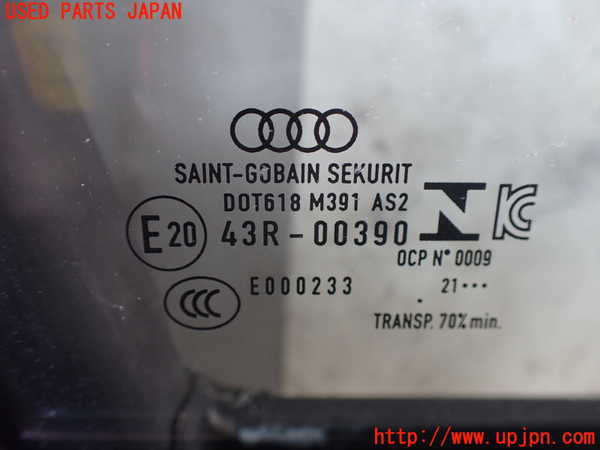 USED PARTS JAPAN
SAINT-GOBAIN SEKURIT
DOT618 M391 AS2
E20 43R-00390
OCP N° 0009
CCC E000233
. 21•••
TRANSP. 70% min.
http://www.upjpn.com/